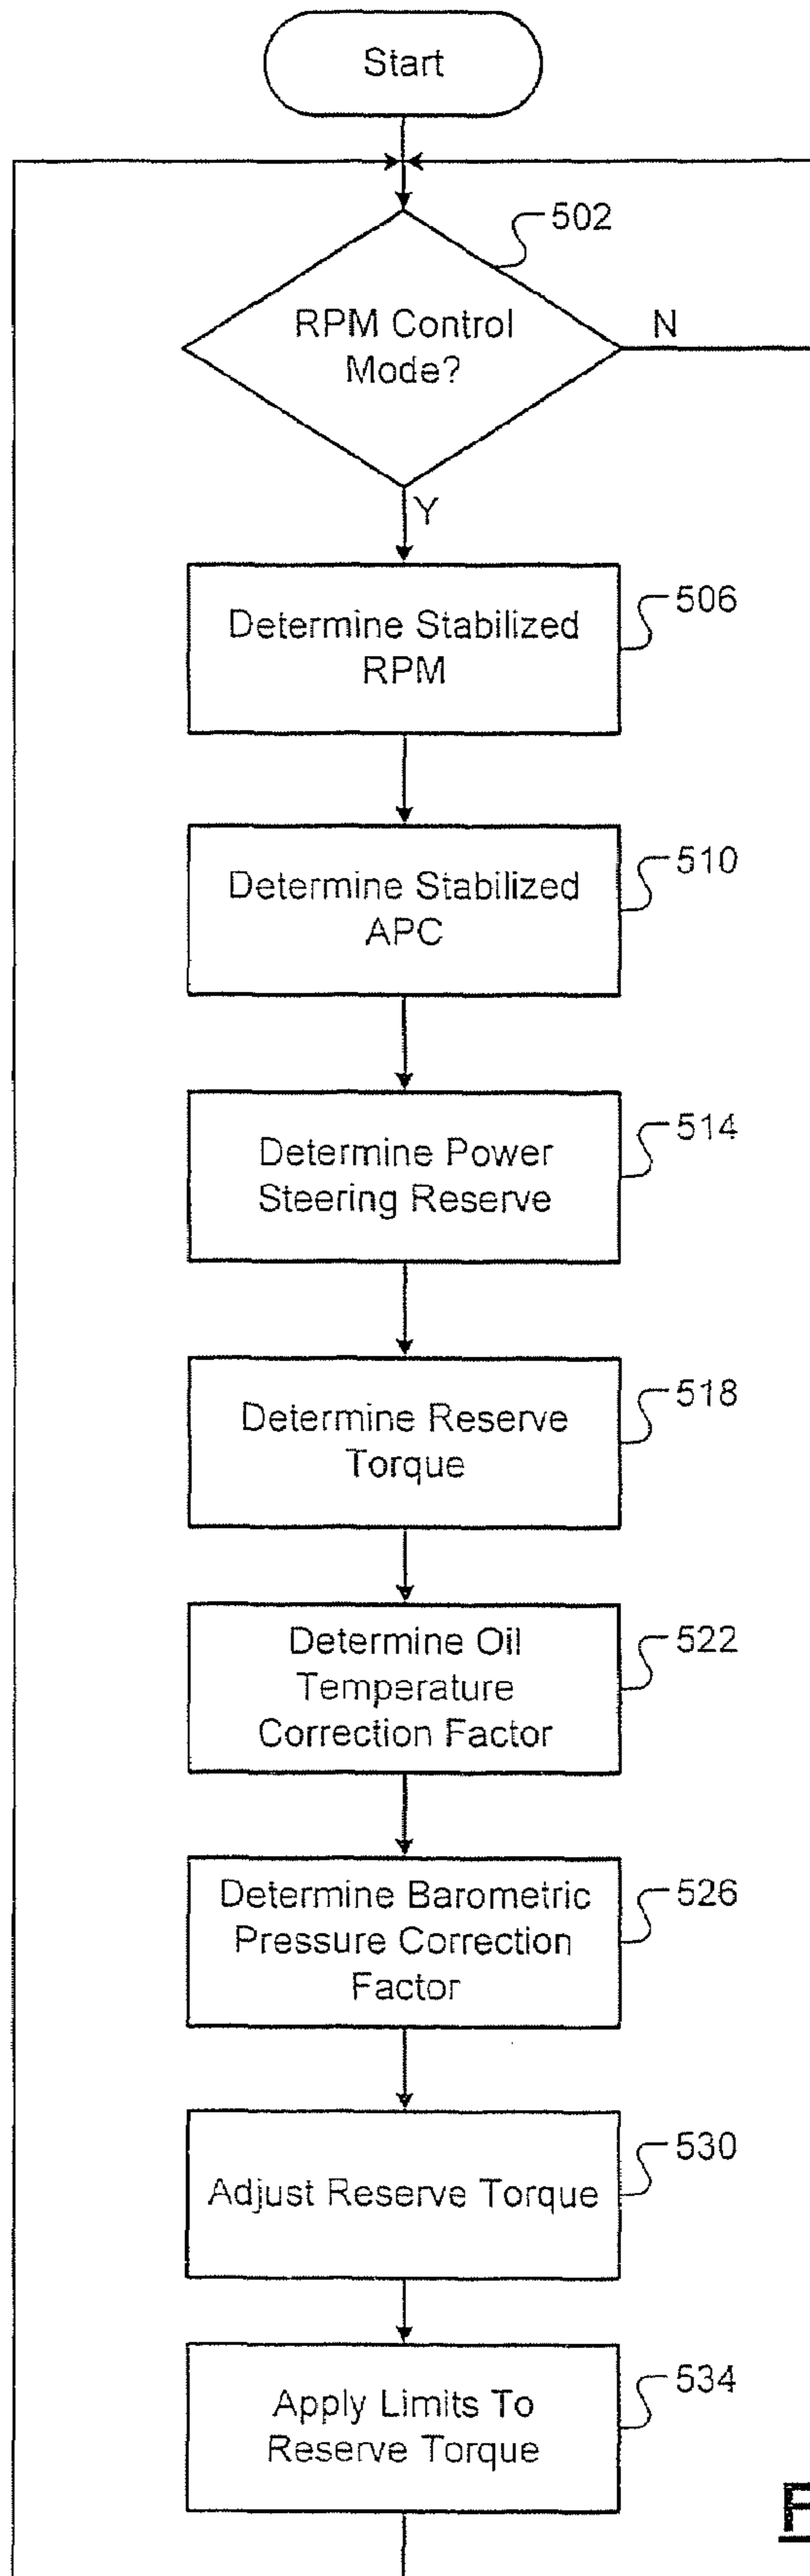 Start
502
RPM Control
Mode?
N
Y
506
Determine Stabilized
RPM
510
Determine Stabilized
APC
514
Determine Power
Steering Reserve
518
Determine Reserve
Torque
522
Determine Oil
Temperature
Correction Factor
526
Determine Barometric
Pressure Correction
Factor
530
Adjust Reserve Torque
534
Apply Limits To
Reserve Torque